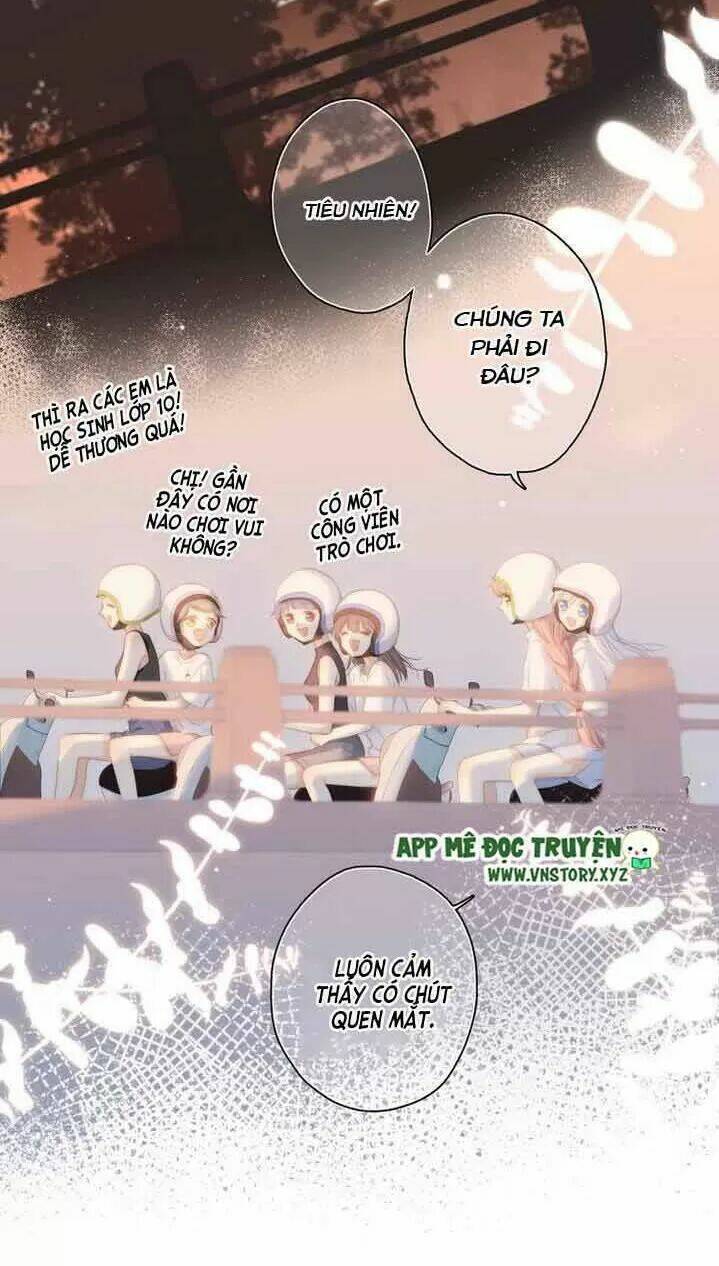 TIÊU NHIÊN!
CHÚNG TA
PHẢI ĐI
ĐÂU?
THÌ RA CÁC EM LÀ
HỌC SINH LỚP 10!
DỄ THƯƠNG QUÁ!
CHỊ! GẦN
ĐÂY CÓ NƠI
NÀO CHƠI VUI
KHÔNG?
CÓ MỘT
CÔNG VIÊN
TRÒ CHƠI.
APP MÊ ĐỌC TRUYỆN
WWW.VNSTORY.XYZ
LUÔN CẢM
THẤY CÓ CHÚT
QUEN MẮT.